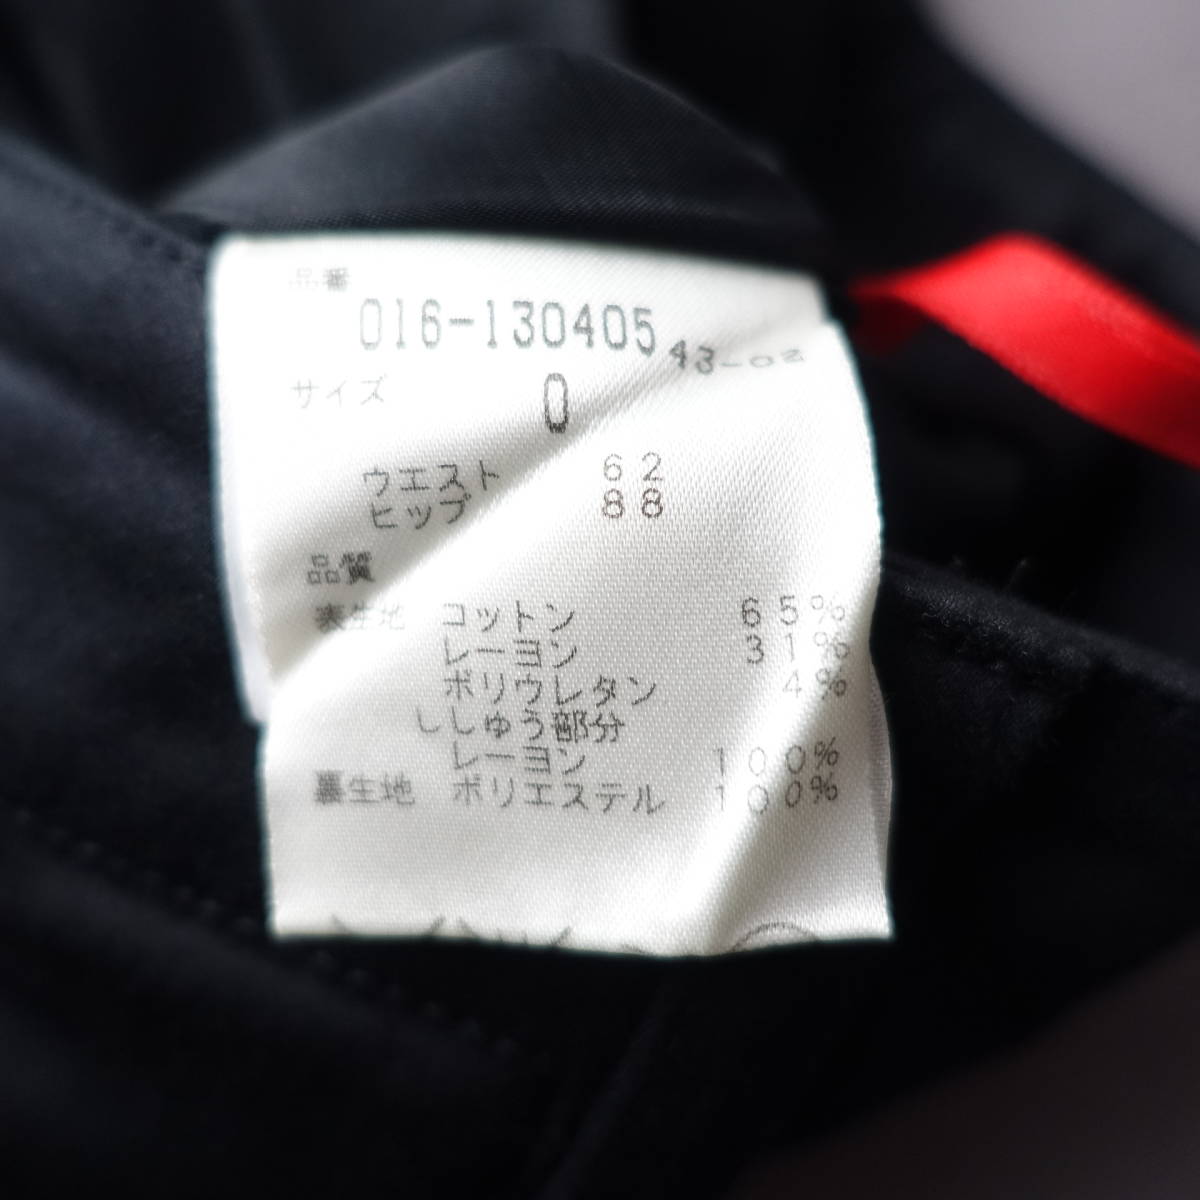 品番
016-130405 43-02
サイズ 0
ウエスト 62
ヒップ 88
品質
表生地 コットン 65%
レーヨン 31%
ポリウレタン 4%
ししゅう部分
レーヨン 100%
裏生地 ポリエステル 100%